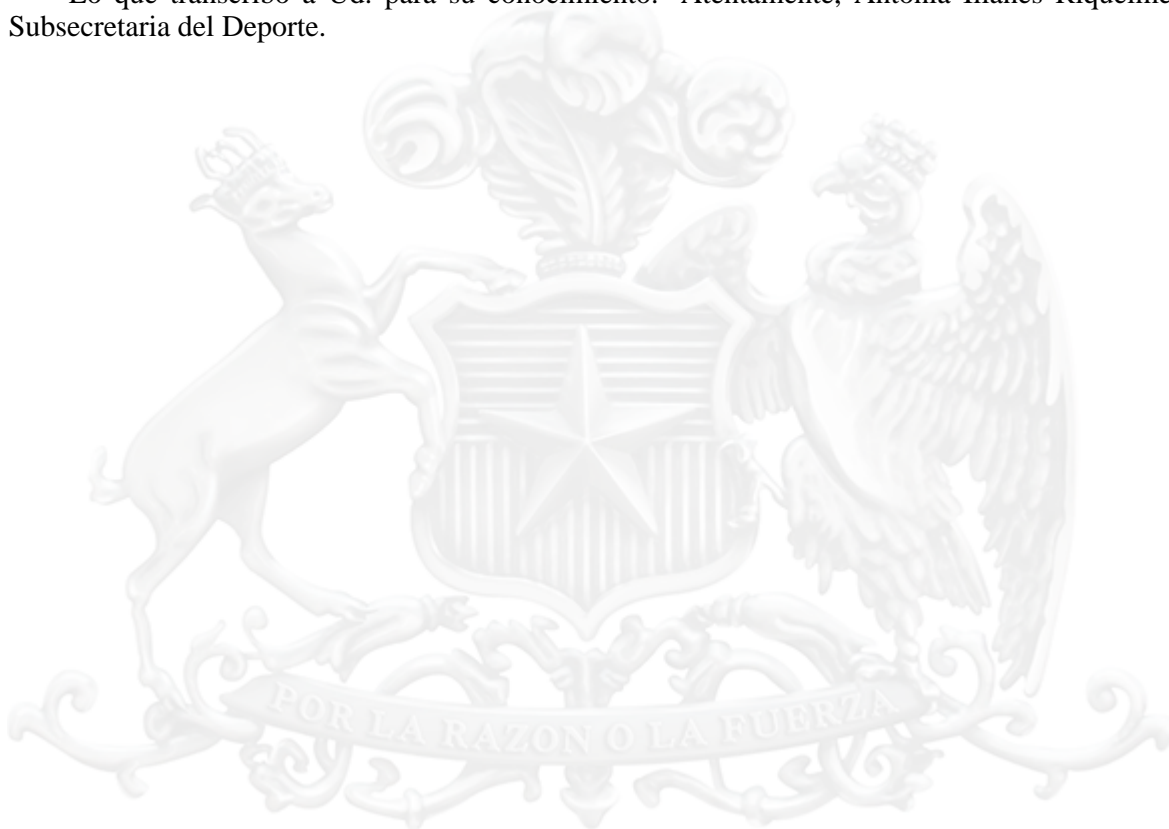 Lo que transcribo a Ud. para su conocimiento.- Atentamente, Antonia Illanes Riquelme
Subsecretaria del Deporte.
POR LA RAZON O LA FUERZA